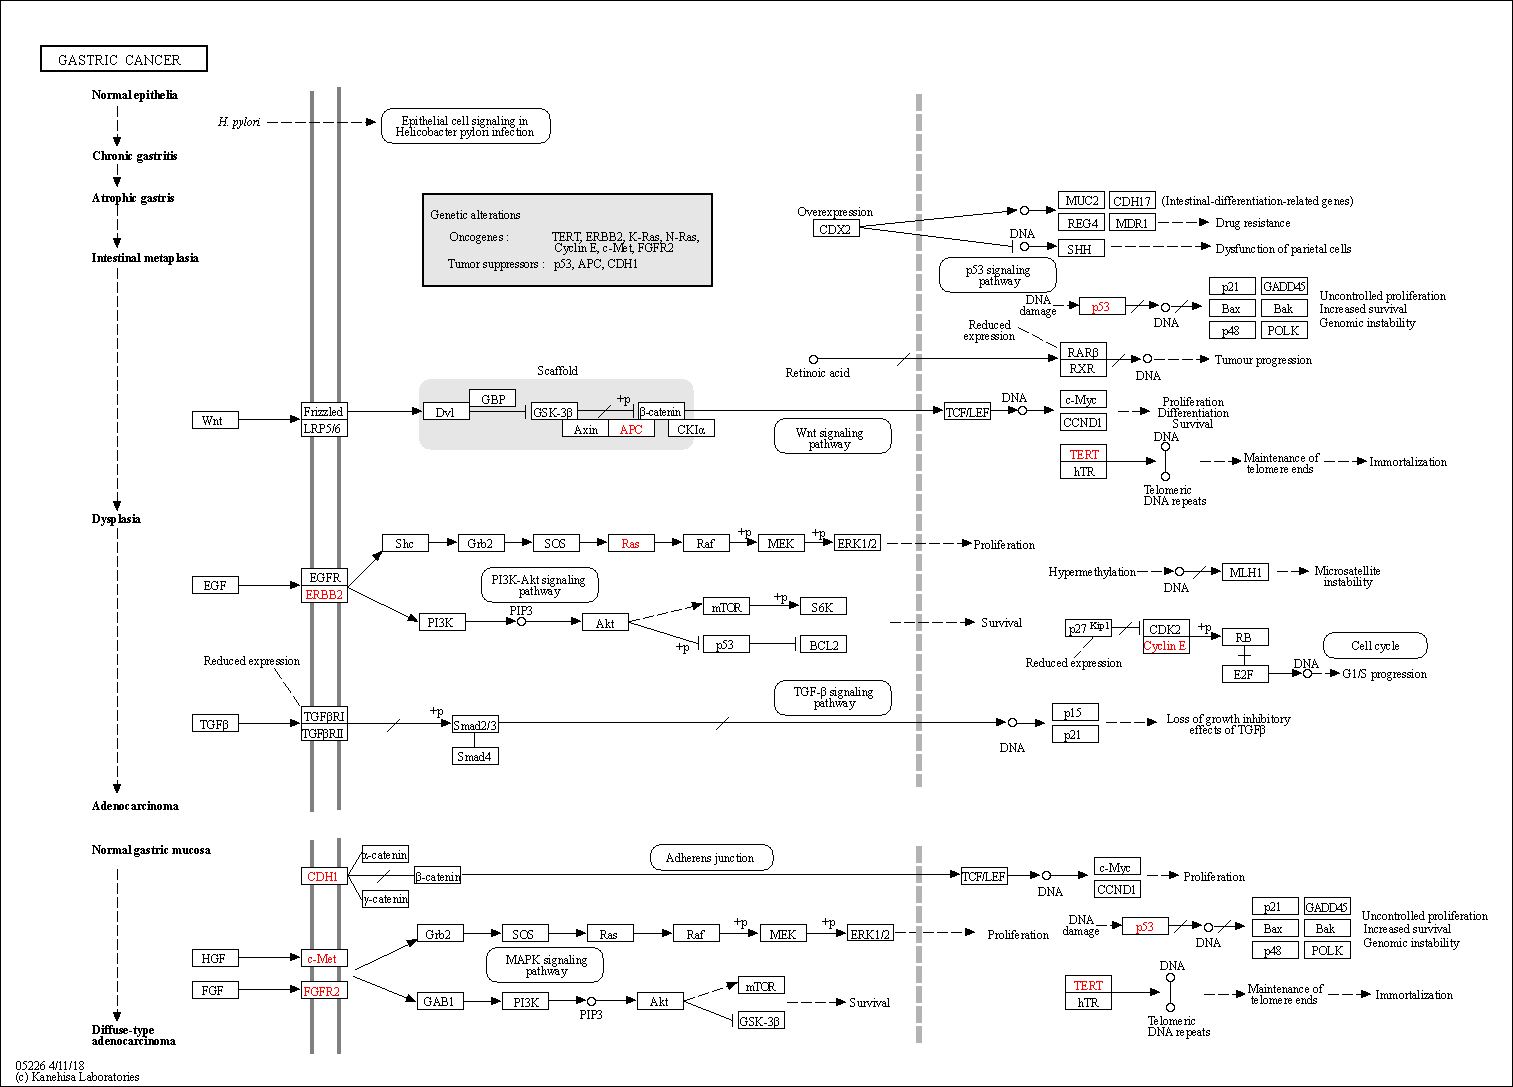 GASTRIC CANCER
Normal epithelia
H. pylori
Epithelial cell signaling in
Helicobacter pylori infection
Chronic gastritis
Atrophic gastris
Intestinal metaplasia
Genetic alterations
Oncogenes : TERT, ERBB2, K-Ras, N-Ras,
Cyclin E, c-Met, FGFR2
Tumor suppressors : p53, APC, CDH1
Overexpression
CDX2
MUC2 CDH17 (Intestinal-differentiation-related genes)
REG4 MDR1 Drug resistance
DNA
SHH Dysfunction of parietal cells
p53 signaling
pathway
DNA
damage
p53
DNA
p21 GADD45
Bax Bak
p48 POLK
Uncontrolled proliferation
Increased survival
Genomic instability
Reduced
expression
Retinoic acid
RARβ
RXR
DNA
Tumour progression
Scaffold
Wnt
Frizzled
LRP5/6
Dvl
GBP
GSK-3β
+p
β-catenin
Axin APC CKIα
Wnt signaling
pathway
TCF/LEF
DNA
c-Myc
CCND1
Proliferation
Differentiation
Survival
TERT
hTR
DNA
Telomeric
DNA repeats
Maintenance of
telomere ends
Immortalization
Dysplasia
EGF
EGFR
ERBB2
Shc Grb2 SOS Ras Raf +p MEK +p ERK1/2 Proliferation
PI3K-Akt signaling
pathway
PI3K
PIP3
Akt
mTOR +p S6K
+p p53 BCL2
Survival
Hypermethylation
DNA
MLH1
Microsatellite
instability
p27 Kip1
Reduced expression
CDK2
Cyclin E
+p
RB
E2F
DNA
Cell cycle
G1/S progression
Reduced expression
TGFβ
TGFβRI
TGFβRII
+p
Smad2/3
Smad4
TGF-β signaling
pathway
DNA
p15
p21
Loss of growth inhibitory
effects of TGFβ
Adenocarcinoma
Normal gastric mucosa
CDH1
α-catenin
β-catenin
γ-catenin
Adherens junction
TCF/LEF
DNA
c-Myc
CCND1
Proliferation
HGF
c-Met
FGF
FGFR2
Grb2 SOS Ras Raf +p MEK +p ERK1/2 Proliferation
MAPK signaling
pathway
GAB1 PI3K
PIP3
Akt
mTOR
GSK-3β
Survival
DNA
damage
p53
DNA
p21 GADD45
Bax Bak
p48 POLK
Uncontrolled proliferation
Increased survival
Genomic instability
TERT
hTR
DNA
Telomeric
DNA repeats
Maintenance of
telomere ends
Immortalization
Diffuse-type
adenocarcinoma
05226 4/11/18
(c) Kanehisa Laboratories